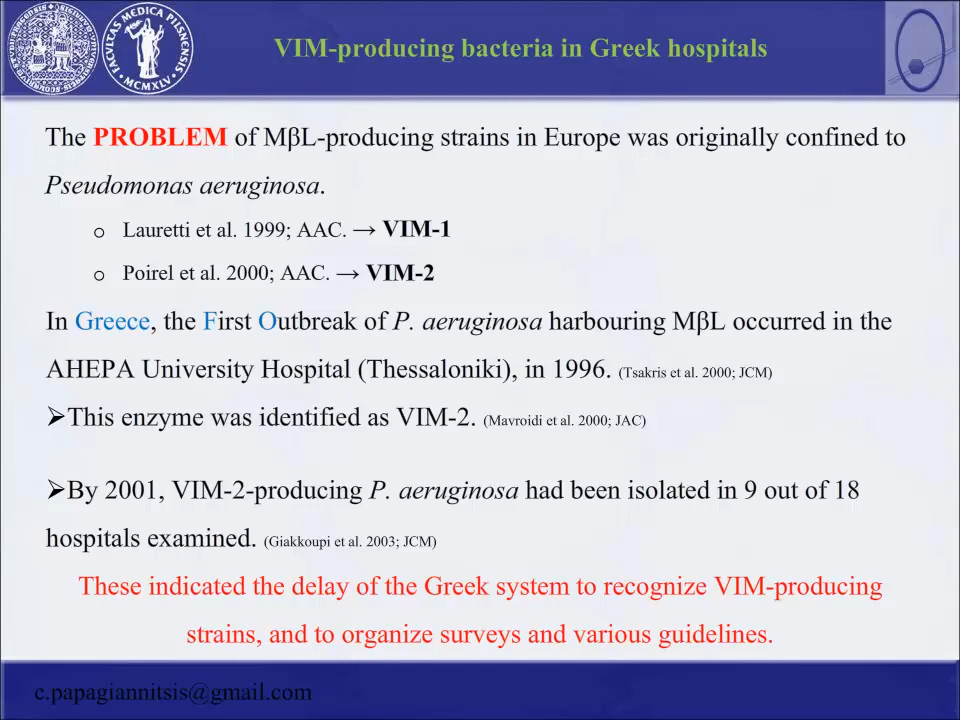 VIM-producing bacteria in Greek hospitals
FACULTAS MEDICA PILSNENSIS
• MCMXLV •
The PROBLEM of MβL-producing strains in Europe was originally confined to
Pseudomonas aeruginosa.
o Lauretti et al. 1999; AAC. → VIM-1
o Poirel et al. 2000; AAC. → VIM-2
In Greece, the First Outbreak of P. aeruginosa harbouring MβL occurred in the
AHEPA University Hospital (Thessaloniki), in 1996. (Tsakris et al. 2000; JCM)
➢This enzyme was identified as VIM-2. (Mavroidi et al. 2000; JAC)
➢By 2001, VIM-2-producing P. aeruginosa had been isolated in 9 out of 18
hospitals examined. (Giakkoupi et al. 2003; JCM)
These indicated the delay of the Greek system to recognize VIM-producing
strains, and to organize surveys and various guidelines.
c.papagiannitsis@gmail.com